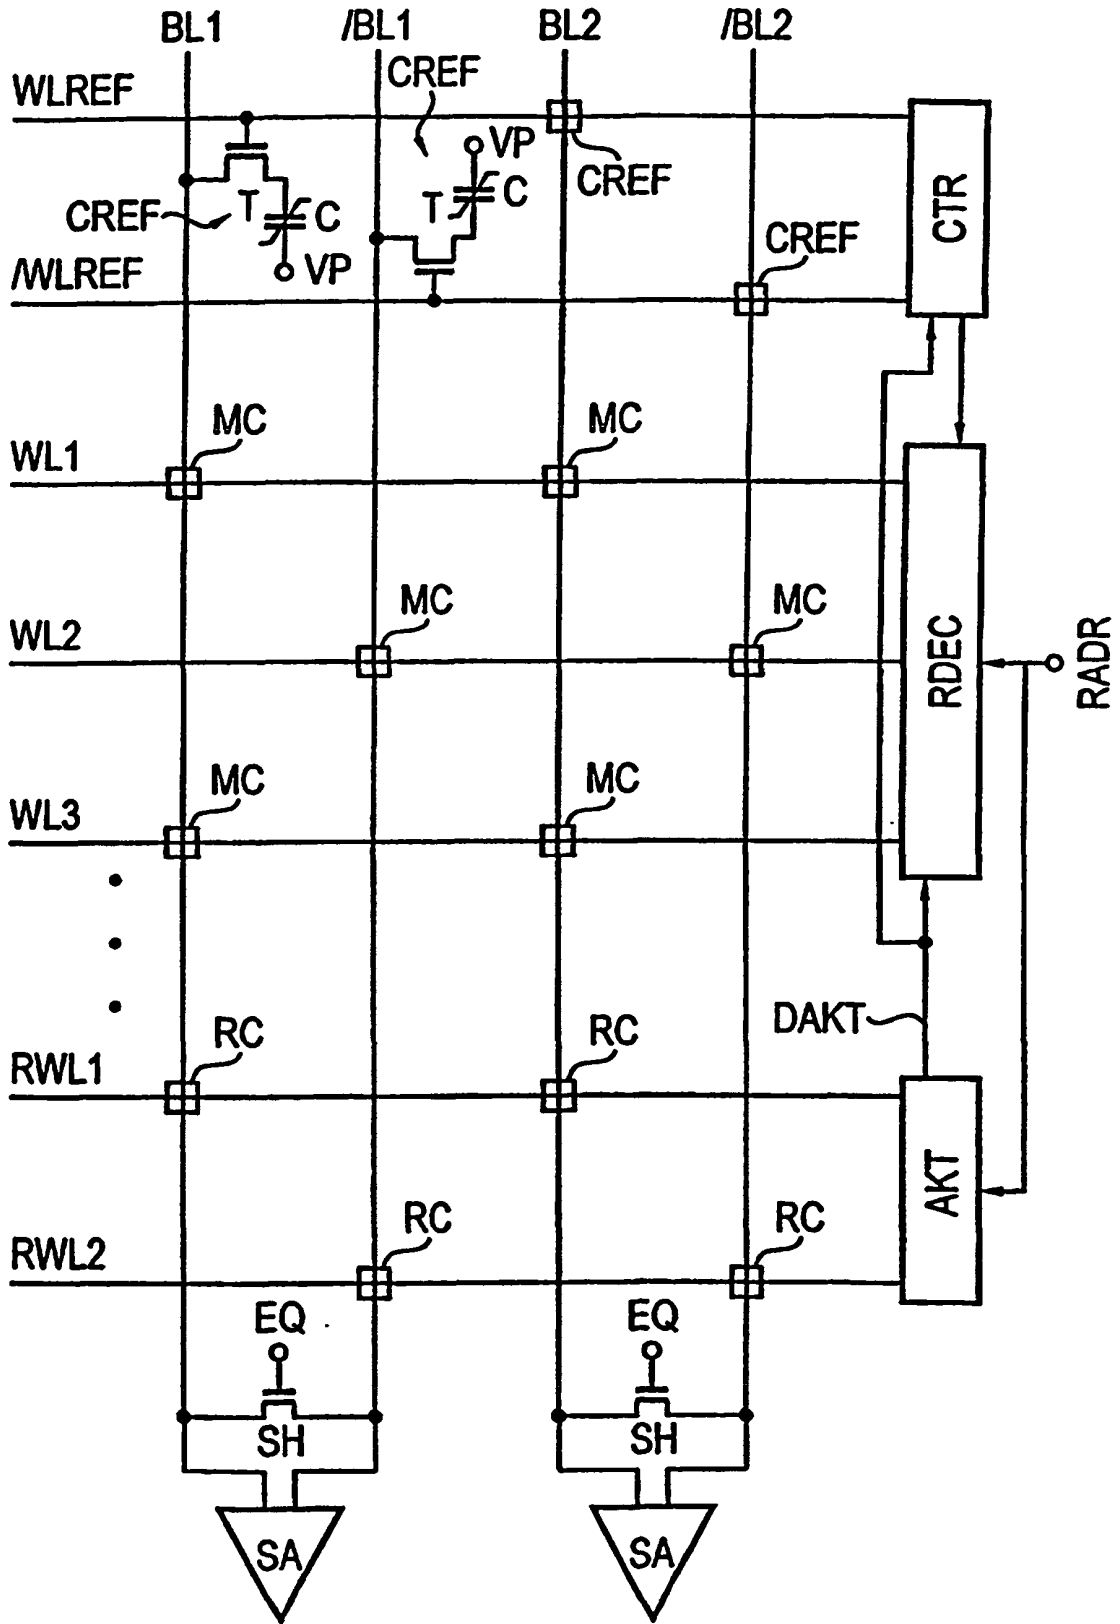 BL1 /BL1 BL2 /BL2
WLREF CREF
VP CREF
CREF T C T C CTR
/WLREF VP CREF
MC MC
WL1
MC MC
WL2 RDEC RADR
MC MC
WL3
DAKT
RC RC
RWL1
AKT
RC RC
RWL2
EQ EQ
SH SH
SA SA